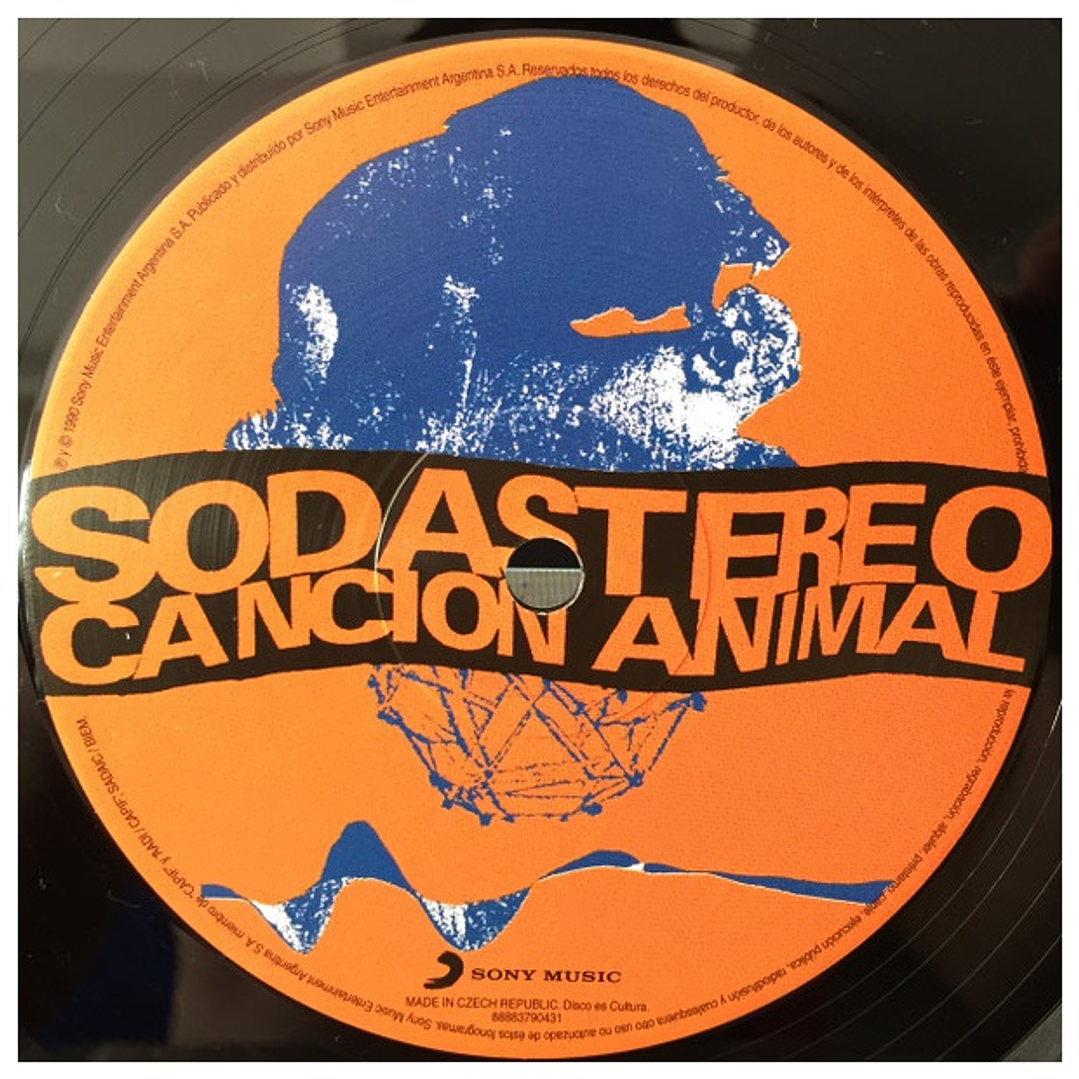 SODA STEREO
CANCION ANIMAL
SONY MUSIC
MADE IN CZECH REPUBLIC. Disco es Cultura.
88883790431
℗ y © 1990 Sony Music Entertainment Argentina S.A. Publicado y distribuído por Sony Music Entertainment Argentina S.A. Reservados todos los derechos del productor, de los autores y de los intérpretes de las obras reproducidas en éste ejemplar, prohibida
la reproducción, regrabación, alquiler, préstamo, canje, ejecución pública, radiodifusión y cualesquiera otro uso no autorizado de éstos fonogramas. Sony Music Entertainment Argentina S.A. miembro de "CAPIF" y AADI / CAPIF, SADAIC / BIEM.